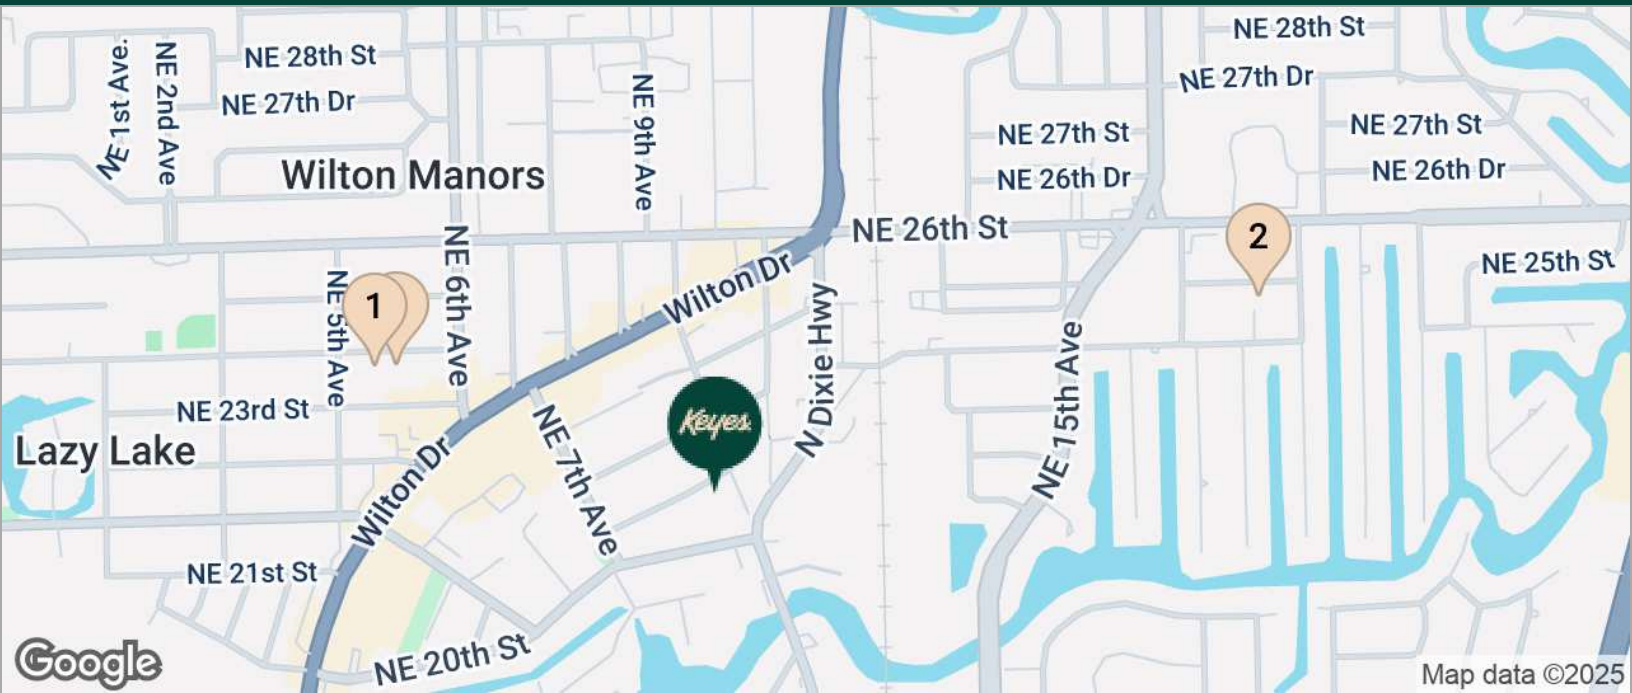 NE 28th St
NE 28th St
NE 1st Ave.
NE 2nd Ave
NE 27th Dr
NE 9th Ave
NE 27th Dr
NE 27th St
NE 27th St
Wilton Manors
NE 26th Dr
NE 26th Dr
NE 26th St
2
NE 6th Ave
NE 25th St
Wilton Dr
NE 5th Ave
1
N Dixie Hwy
NE 15th Ave
NE 23rd St
Keyes
Lazy Lake
NE 7th Ave
Wilton Dr
NE 21st St
NE 20th St
Google
Map data ©2025